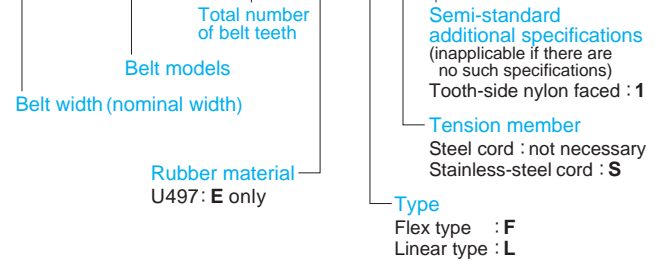 Total number
of belt teeth
Belt models
Belt width (nominal width)
Rubber material
U497 : E only
Semi-standard
additional specifications
(inapplicable if there are
no such specifications)
Tooth-side nylon faced : 1
Tension member
Steel cord : not necessary
Stainless-steel cord : S
Type
Flex type : F
Linear type : L